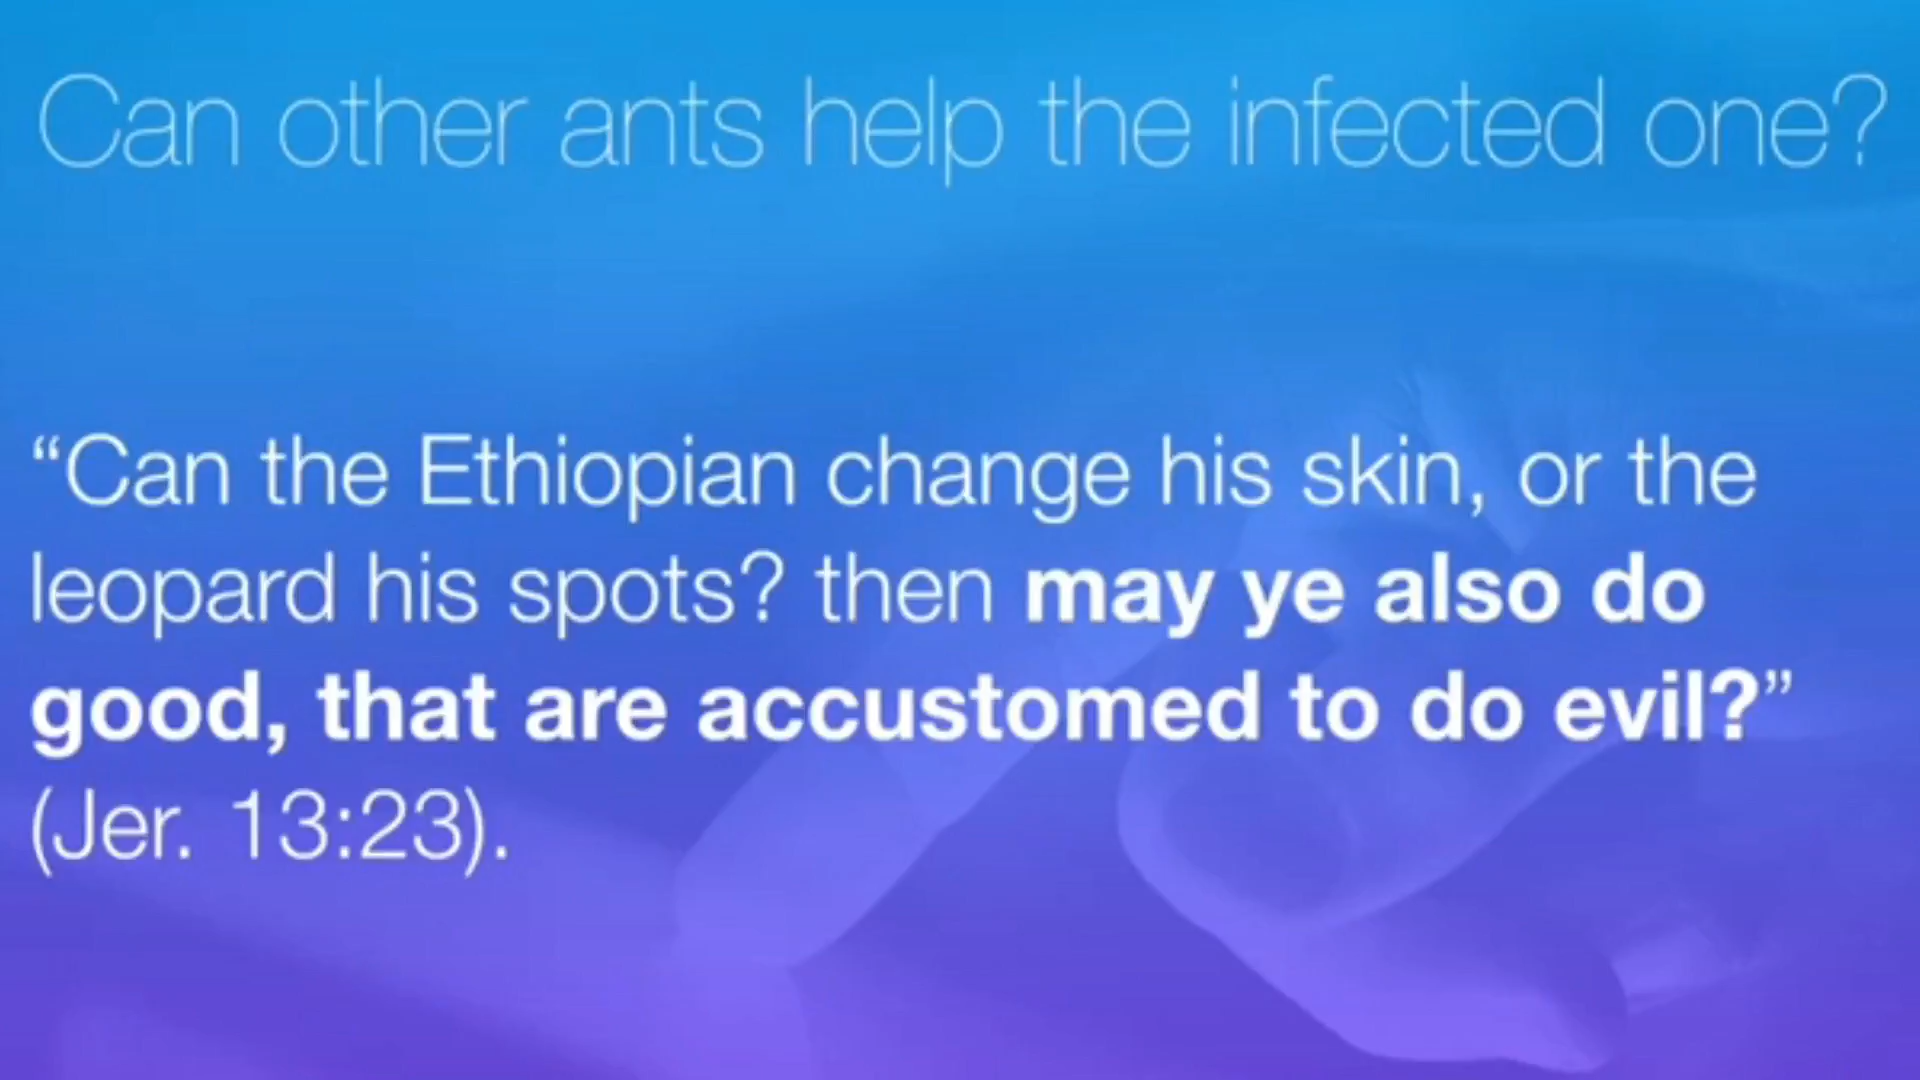 Can other ants help the infected one?
“Can the Ethiopian change his skin, or the
leopard his spots? then may ye also do
good, that are accustomed to do evil?”
(Jer. 13:23).